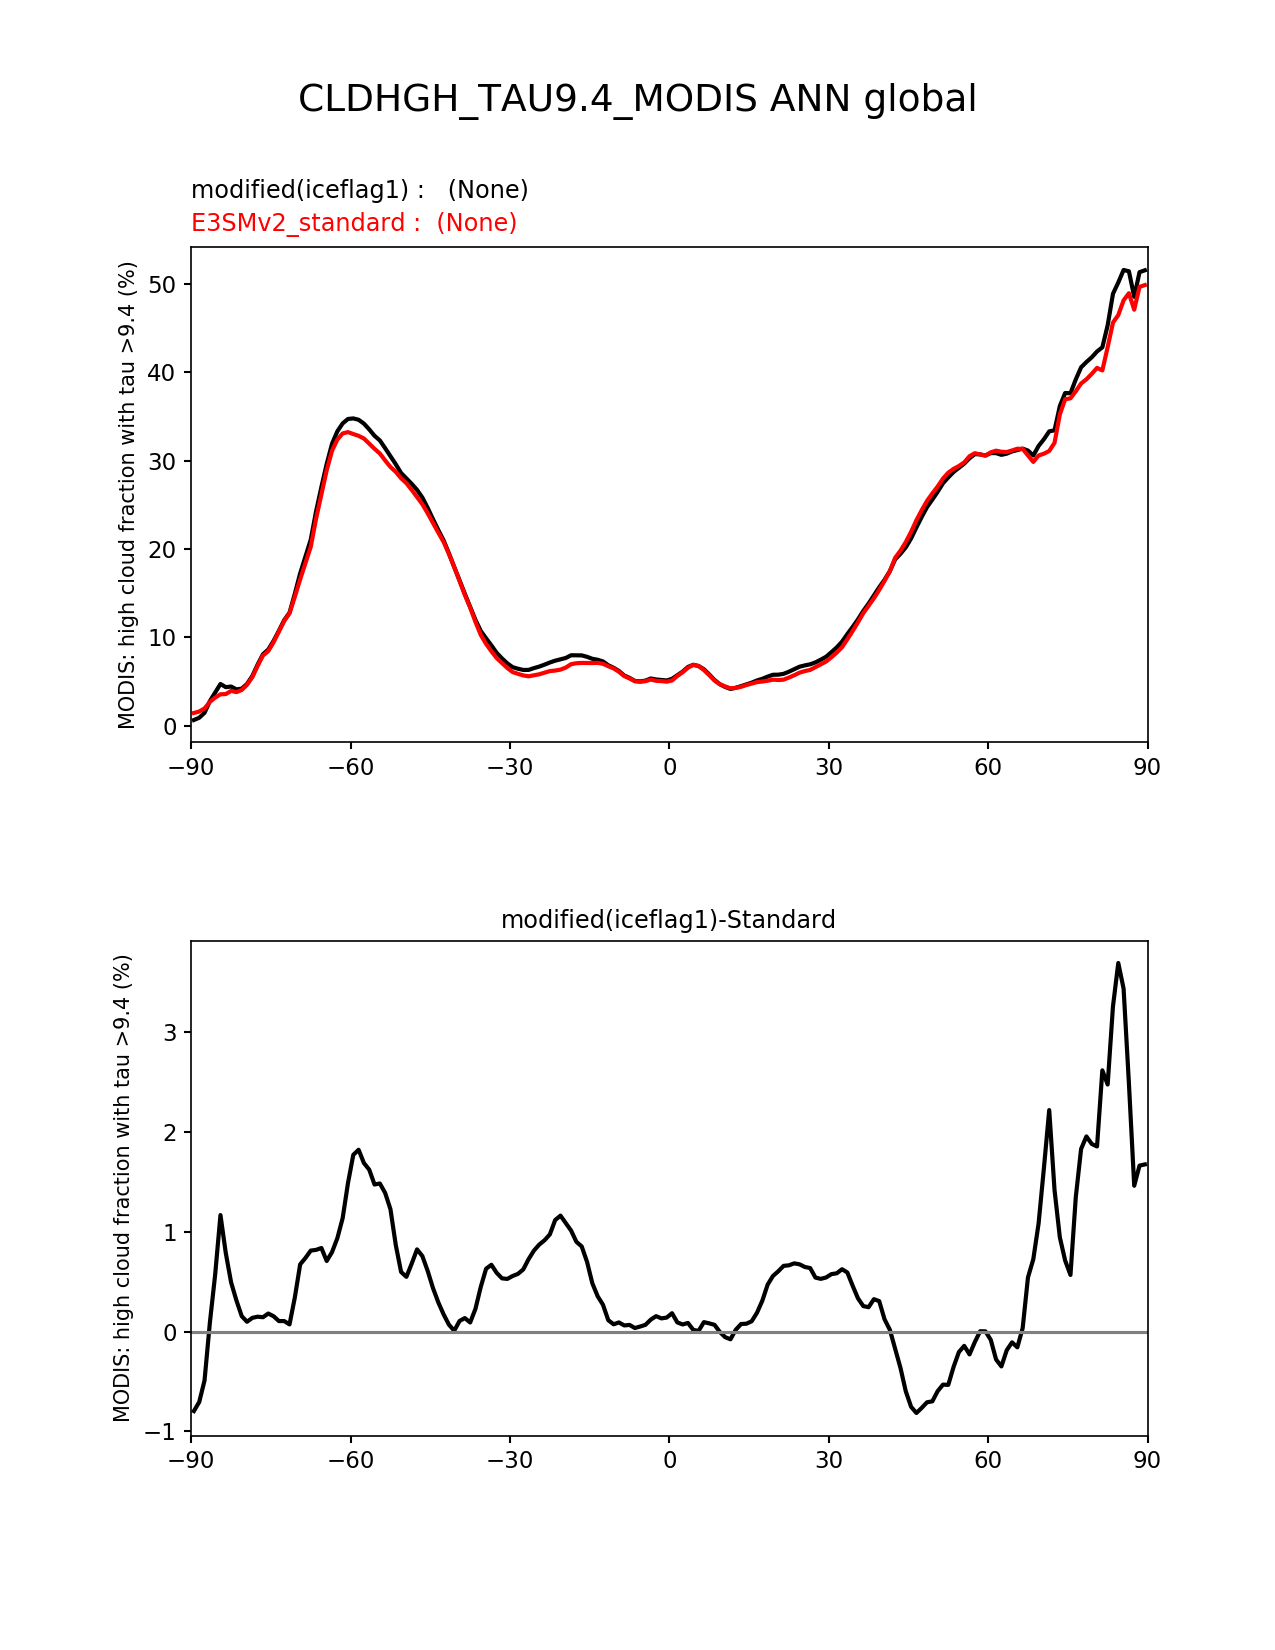 CLDHGH_TAU9.4_MODIS ANN global
modified(iceflag1) :   (None)
E3SMv2_standard :  (None)
MODIS: high cloud fraction with tau >9.4 (%)
50
40
30
20
10
0
−90 −60 −30 0 30 60 90
modified(iceflag1)-Standard
MODIS: high cloud fraction with tau >9.4 (%)
3
2
1
0
−1
−90 −60 −30 0 30 60 90